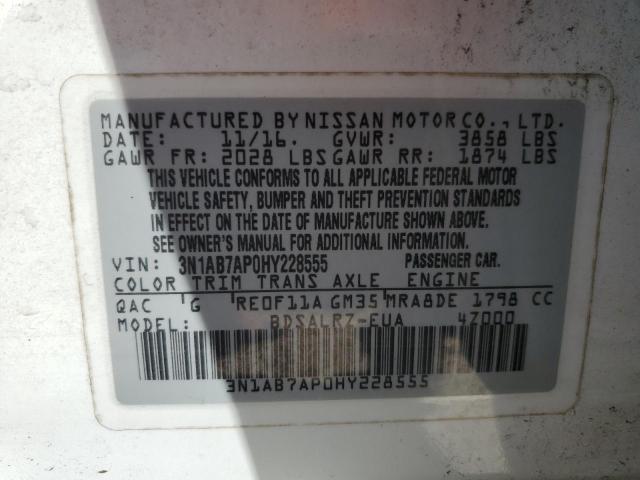 MANUFACTURED BY NISSAN MOTOR CO., LTD.
DATE: 11/16. GVWR: 3858 LBS
GAWR FR: 2028 LBS GAWR RR: 1874 LBS
THIS VEHICLE CONFORMS TO ALL APPLICABLE FEDERAL MOTOR
VEHICLE SAFETY, BUMPER AND THEFT PREVENTION STANDARDS
IN EFFECT ON THE DATE OF MANUFACTURE SHOWN ABOVE.
SEE OWNER'S MANUAL FOR ADDITIONAL INFORMATION.
VIN: 3N1AB7AP0HY228555 PASSENGER CAR.
COLOR TRIM TRANS AXLE ENGINE
QAC G RE0F11A GM35 MRA8DE 1798 CC
MODEL: BDSALRZ-EUA 4Z000
3N1AB7AP0HY228555